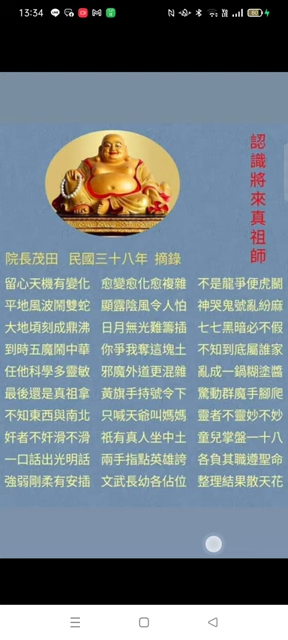 13:34
80
認識將來真祖師
院長茂田 民國三十八年 摘錄
留心天機有變化 愈變愈化愈複雜 不是龍爭便虎鬭
平地風波鬧雙蛇 顯露陰風令人怕 神哭鬼號亂紛麻
大地頃刻成鼎沸 日月無光難籌插 七七黑暗必不假
到時五魔鬧中華 你爭我奪這塊土 不知到底屬誰家
任他科學多靈敏 邪魔外道更混雜 亂成一鍋糊塗醬
最後還是真祖拿 黃旗手持號令下 驚動群魔手腳爬
不知東西與南北 只喊天爺叫媽媽 靈者不靈妙不妙
奸者不奸滑不滑 祇有真人坐中土 童兒掌盤一十八
一口話出光明話 兩手指點英雄誇 各負其職遵聖命
強弱剛柔有安插 文武長幼各佔位 整理結果散天花